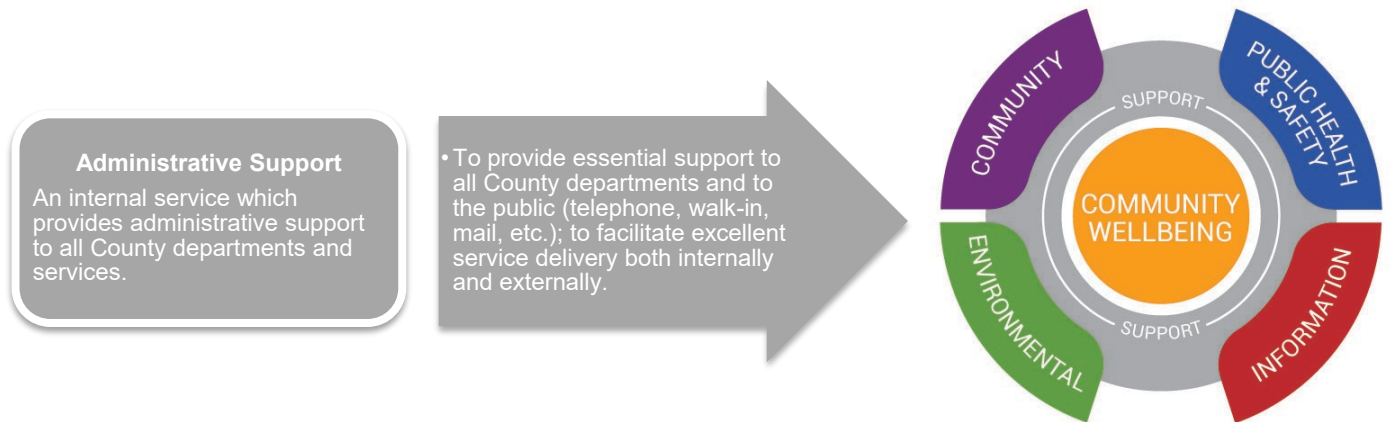 Administrative Support
An internal service which
provides administrative support
to all County departments and
services.
• To provide essential support to
all County departments and to
the public (telephone, walk-in,
mail, etc.); to facilitate excellent
service delivery both internally
and externally.
COMMUNITY
PUBLIC HEALTH
& SAFETY
SUPPORT
COMMUNITY
WELLBEING
SUPPORT
ENVIRONMENTAL
INFORMATION